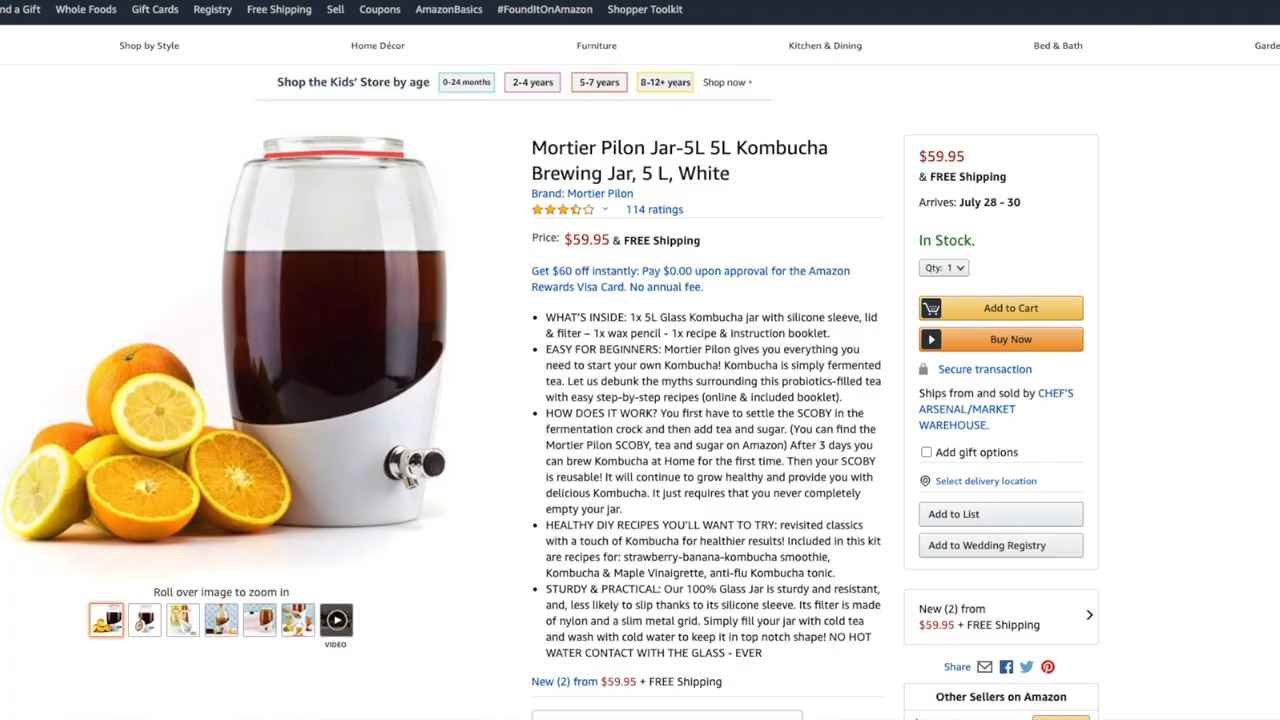 nd a Gift Whole Foods Gift Cards Registry Free Shipping Sell Coupons AmazonBasics #FoundItOnAmazon Shopper Toolkit
Shop by Style Home Décor Furniture Kitchen & Dining Bed & Bath Garde
Shop the Kids' Store by age 0-24 months 2-4 years 5-7 years 8-12+ years Shop now
Mortier Pilon Jar-5L 5L Kombucha
Brewing Jar, 5 L, White
Brand: Mortier Pilon
114 ratings
Price: $59.95 & FREE Shipping
Get $60 off instantly: Pay $0.00 upon approval for the Amazon
Rewards Visa Card. No annual fee.
• WHAT'S INSIDE: 1x 5L Glass Kombucha jar with silicone sleeve, lid
& filter – 1x wax pencil - 1x recipe & instruction booklet.
• EASY FOR BEGINNERS: Mortier Pilon gives you everything you
need to start your own Kombucha! Kombucha is simply fermented
tea. Let us debunk the myths surrounding this probiotics-filled tea
with easy step-by-step recipes (online & included booklet).
• HOW DOES IT WORK? You first have to settle the SCOBY in the
fermentation crock and then add tea and sugar. (You can find the
Mortier Pilon SCOBY, tea and sugar on Amazon) After 3 days you
can brew Kombucha at Home for the first time. Then your SCOBY
is reusable! It will continue to grow healthy and provide you with
delicious Kombucha. It just requires that you never completely
empty your jar.
• HEALTHY DIY RECIPES YOU'LL WANT TO TRY: revisited classics
with a touch of Kombucha for healthier results! Included in this kit
are recipes for: strawberry-banana-kombucha smoothie,
Kombucha & Maple Vinaigrette, anti-flu Kombucha tonic.
• STURDY & PRACTICAL: Our 100% Glass Jar is sturdy and resistant,
and, less likely to slip thanks to its silicone sleeve. Its filter is made
of nylon and a slim metal grid. Simply fill your jar with cold tea
and wash with cold water to keep it in top notch shape! NO HOT
WATER CONTACT WITH THE GLASS - EVER
New (2) from $59.95 + FREE Shipping
Roll over image to zoom in
VIDEO
$59.95
& FREE Shipping
Arrives: July 28 - 30
In Stock.
Qty: 1
Add to Cart
Buy Now
Secure transaction
Ships from and sold by CHEF'S
ARSENAL/MARKET
WAREHOUSE.
Add gift options
Select delivery location
Add to List
Add to Wedding Registry
New (2) from
$59.95 + FREE Shipping
Share
Other Sellers on Amazon